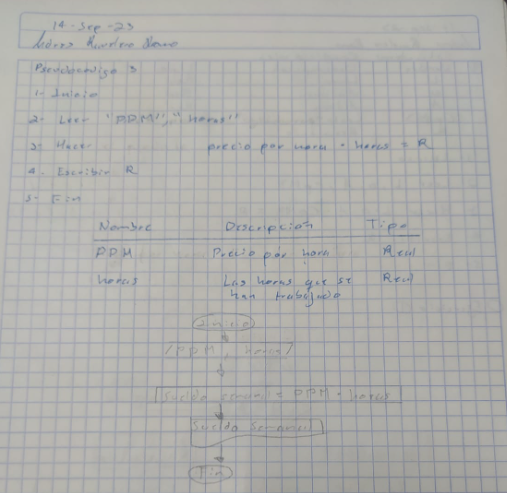 14-Sep-23
Pseudocodigo 3
1- Inicio
2- Leer "PPM", "horas"
3- Hacer precio por hora * horas = R
4- Escribir R
5- Fin
Nombre Descripción Tipo
PPM Precio por hora Real
horas Las horas que se Real
han trabajado
Inicio
PPM, horas
Sueldo semanal = PPM * horas
Sueldo semanal
Fin